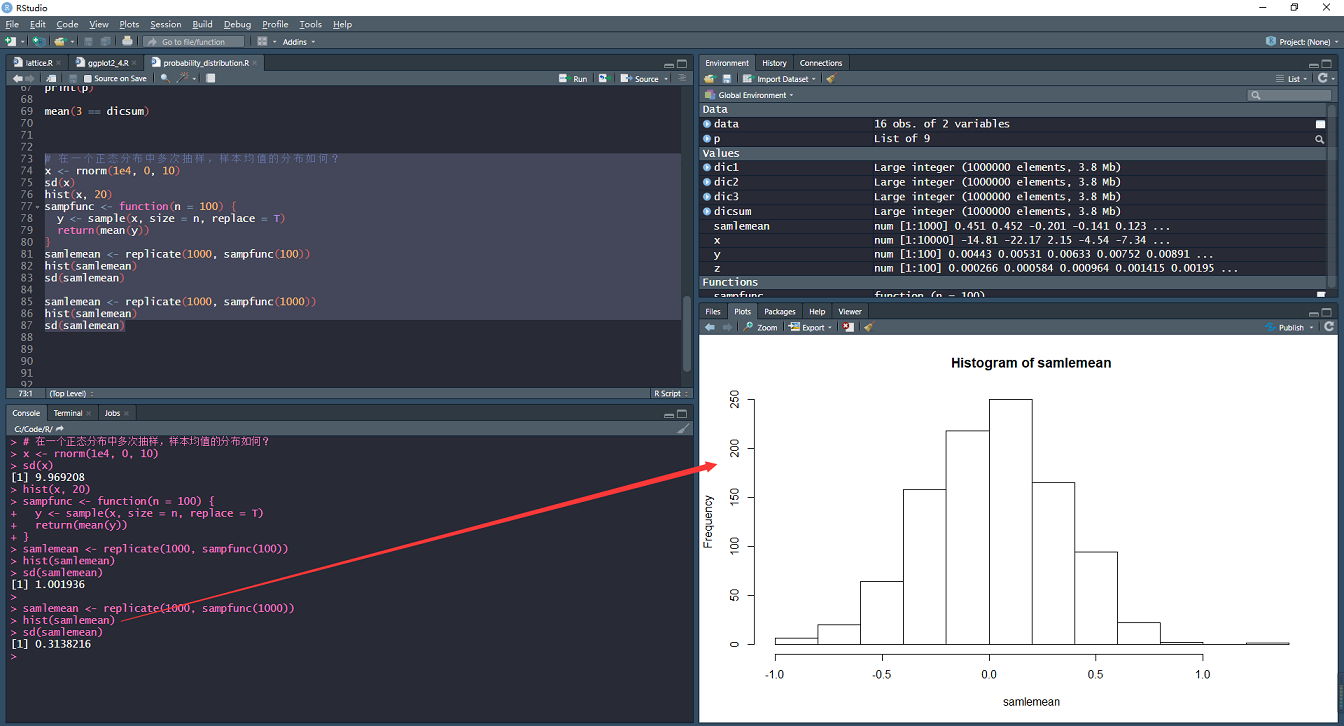 RStudio
File Edit Code View Plots Session Build Debug Profile Tools Help
Go to file/function Addins Project: (None)
lattice.R ggplot2_4.R probability_distribution.R
Source on Save Run Source
67 print(p)
68
69 mean(3 == dicsum)
70
71
72
73 # 在一个正态分布中多次抽样，样本均值的分布如何？
74 x <- rnorm(1e4, 0, 10)
75 sd(x)
76 hist(x, 20)
77 sampfunc <- function(n = 100) {
78 y <- sample(x, size = n, replace = T)
79 return(mean(y))
80 }
81 samlemean <- replicate(1000, sampfunc(100))
82 hist(samlemean)
83 sd(samlemean)
84
85 samlemean <- replicate(1000, sampfunc(1000))
86 hist(samlemean)
87 sd(samlemean)
88
89
90
91
92
73:1 (Top Level) R Script
Console Terminal Jobs
C:/Code/R/
> # 在一个正态分布中多次抽样，样本均值的分布如何？
> x <- rnorm(1e4, 0, 10)
> sd(x)
[1] 9.969208
> hist(x, 20)
> sampfunc <- function(n = 100) {
+ y <- sample(x, size = n, replace = T)
+ return(mean(y))
+ }
> samlemean <- replicate(1000, sampfunc(100))
> hist(samlemean)
> sd(samlemean)
[1] 1.001936
>
> samlemean <- replicate(1000, sampfunc(1000))
> hist(samlemean)
> sd(samlemean)
[1] 0.3138216
>
Environment History Connections
Import Dataset List
Global Environment
Data
data 16 obs. of 2 variables
p List of 9
Values
dic1 Large integer (1000000 elements, 3.8 Mb)
dic2 Large integer (1000000 elements, 3.8 Mb)
dic3 Large integer (1000000 elements, 3.8 Mb)
dicsum Large integer (1000000 elements, 3.8 Mb)
samlemean num [1:1000] 0.451 0.452 -0.201 -0.141 0.123 ...
x num [1:10000] -14.81 -22.17 2.15 -4.54 -7.34 ...
y num [1:100] 0.00443 0.00531 0.00633 0.00752 0.00891 ...
z num [1:100] 0.000266 0.000584 0.000964 0.001415 0.00195 ...
Functions
sampfunc function (n = 100)
Files Plots Packages Help Viewer
Zoom Export Publish
Histogram of samlemean
Frequency
250
200
150
100
50
0
-1.0 -0.5 0.0 0.5 1.0
samlemean